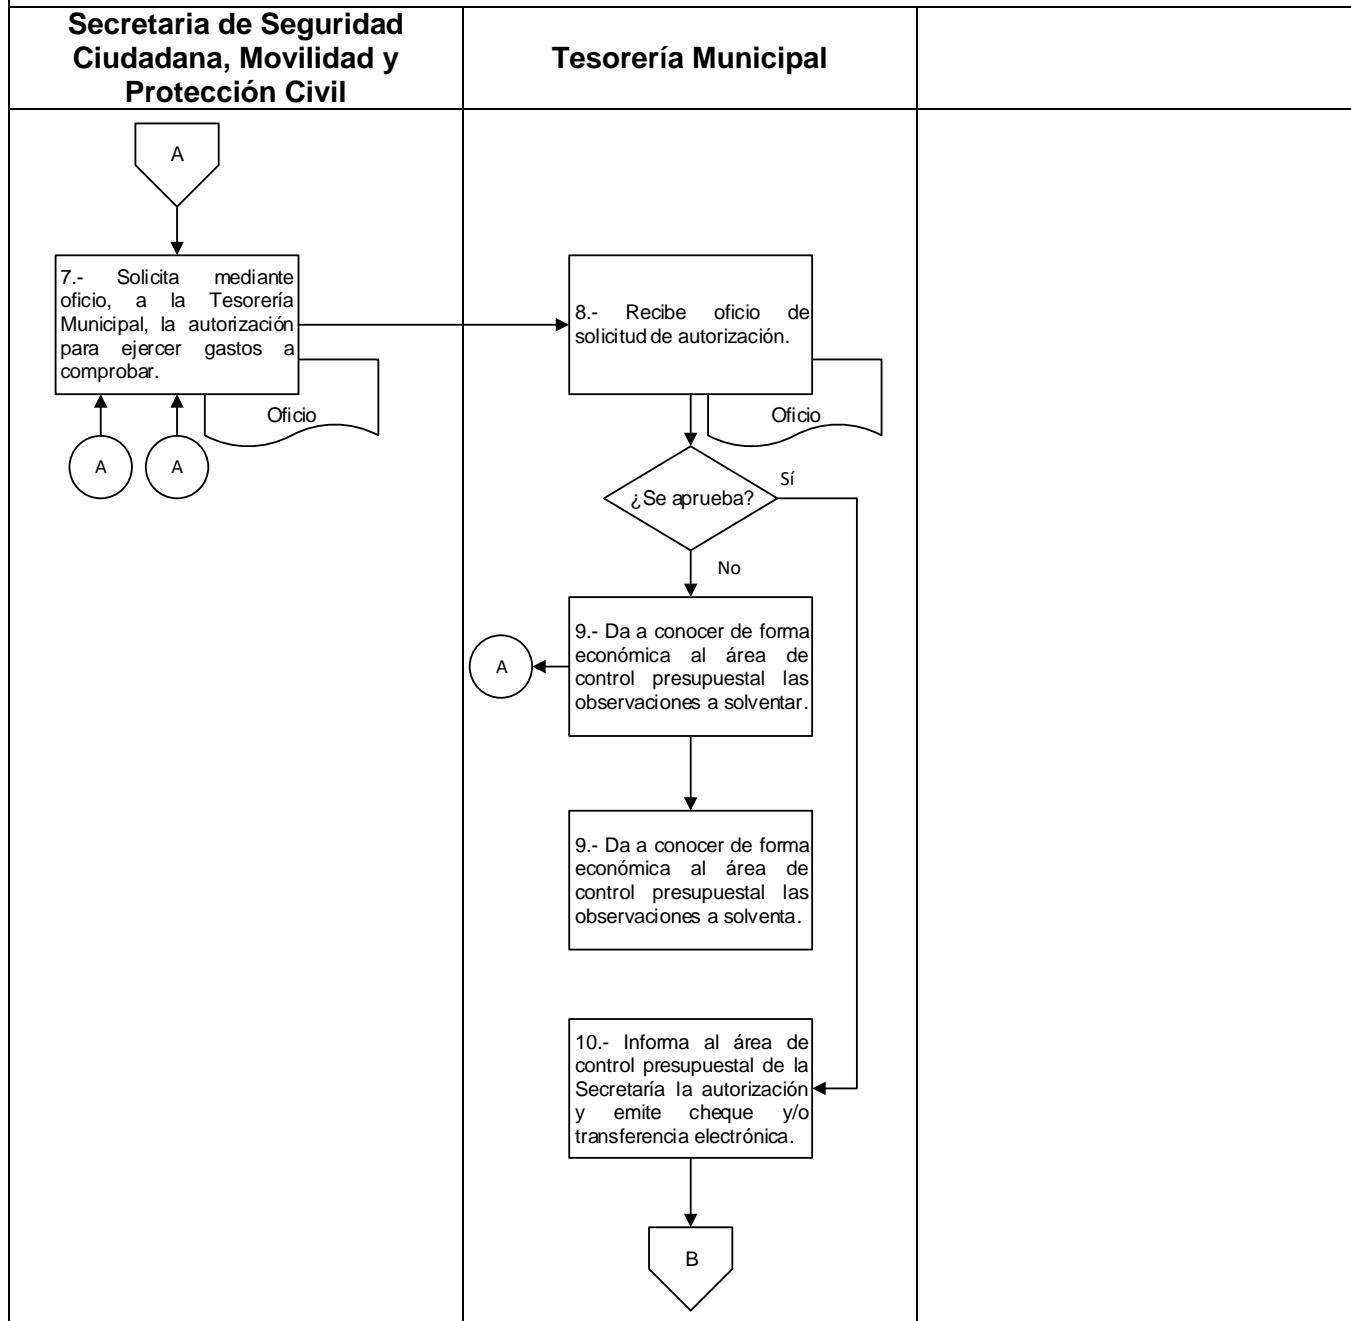 Secretaria de Seguridad
Ciudadana, Movilidad y
Protección Civil
Tesorería Municipal
A
7.- Solicita mediante
oficio, a la Tesorería
Municipal, la autorización
para ejercer gastos a
comprobar.
Oficio
A
A
8.- Recibe oficio de
solicitud de autorización.
Oficio
¿Se aprueba?
Sí
No
9.- Da a conocer de forma
económica al área de
control presupuestal las
observaciones a solventar.
A
9.- Da a conocer de forma
económica al área de
control presupuestal las
observaciones a solventa.
10.- Informa al área de
control presupuestal de la
Secretaría la autorización
y emite cheque y/o
transferencia electrónica.
B